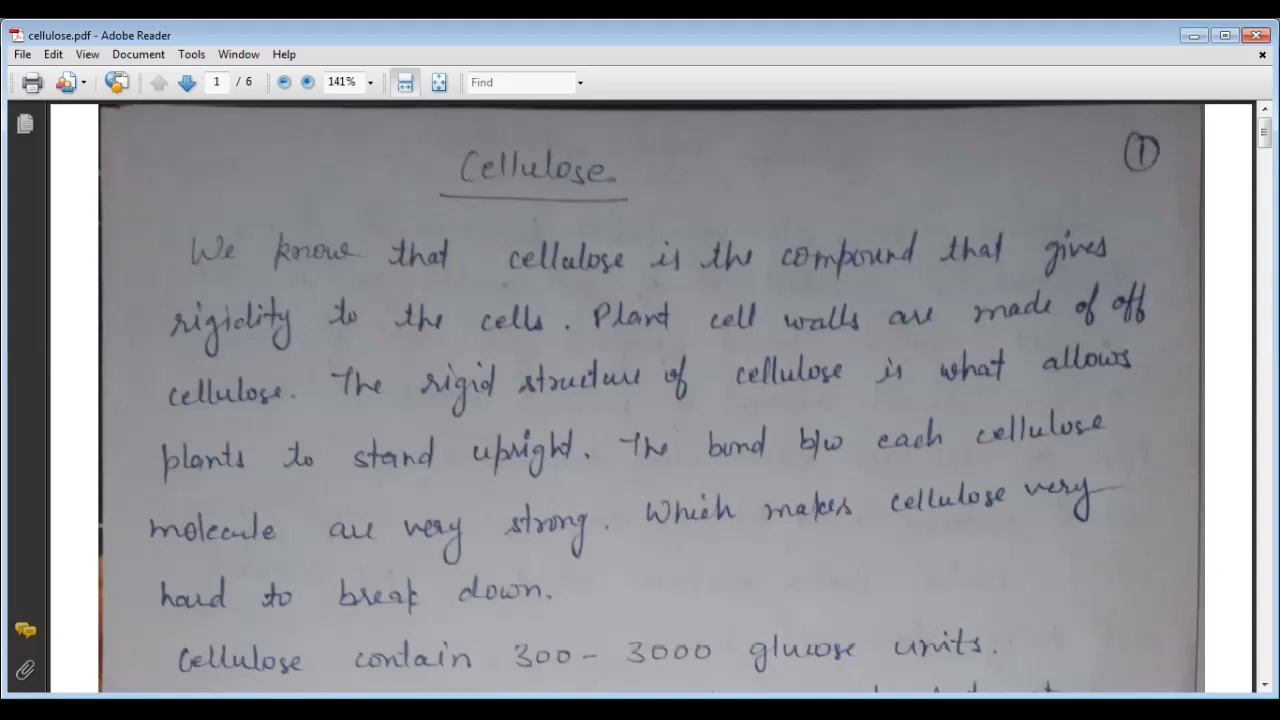 cellulose.pdf - Adobe Reader
File Edit View Document Tools Window Help
1 / 6 141% Find
Cellulose.
1
We know that cellulose is the compound that gives
rigidity to the cells. Plant cell walls are made of off
cellulose. The rigid structure of cellulose is what allows
plants to stand upright. The bond b/w each cellulose
molecule are very strong. Which makes cellulose very
hard to break down.
Cellulose contain 300- 3000 glucose units.